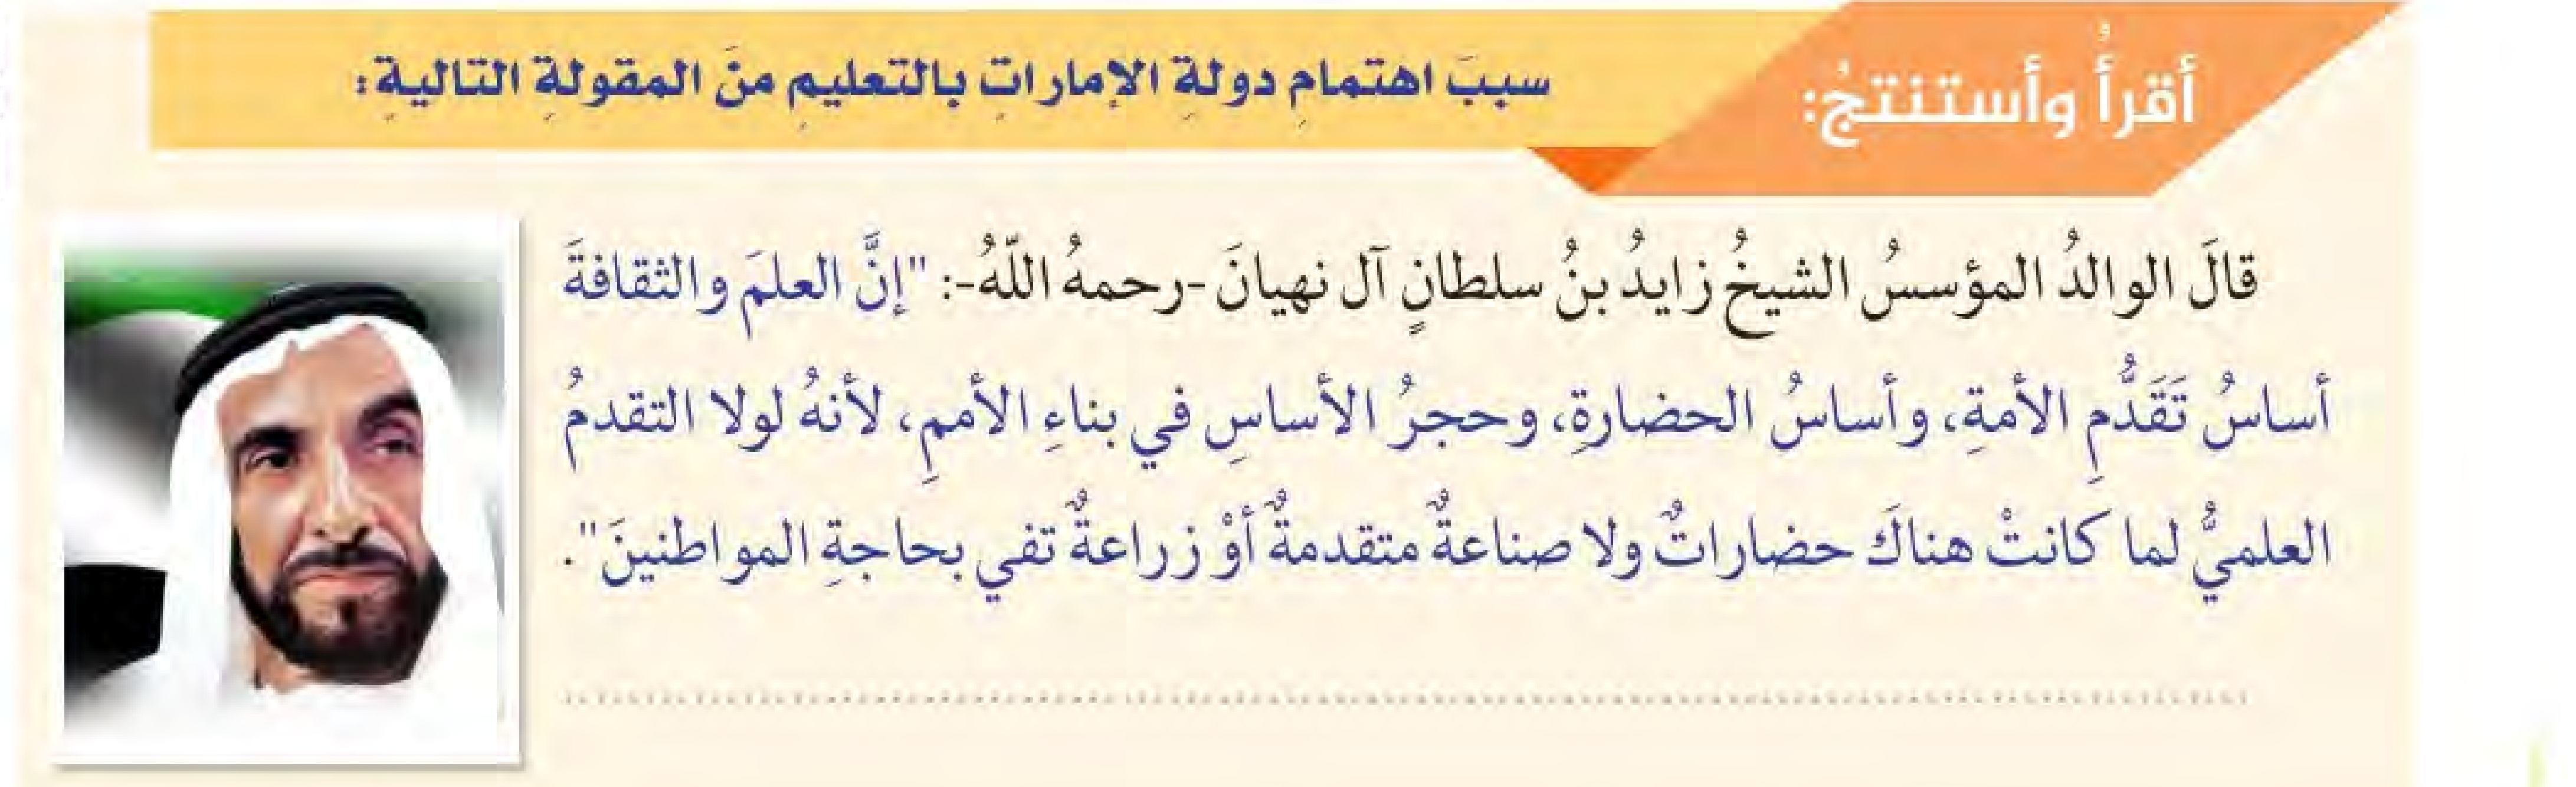 أقرأُ وأستنتجُ:
سببَ اهتمامِ دولةِ الإماراتِ بالتعليمِ منَ المقولةِ التاليةِ:
قالَ الوالدُ المؤسسُ الشيخُ زايدُ بنُ سلطانٍ آل نهيانَ -رحمهُ اللّهُ-: "إنَّ العلمَ والثقافةَ
أساسُ تَقَدُّمِ الأمةِ، وأساسُ الحضارةِ، وحجرُ الأساسِ في بناءِ الأممِ، لأنهُ لولا التقدمُ
العلميُّ لما كانتْ هناكَ حضاراتٌ ولا صناعةٌ متقدمةٌ أوْ زراعةٌ تفي بحاجةِ المواطنينَ".